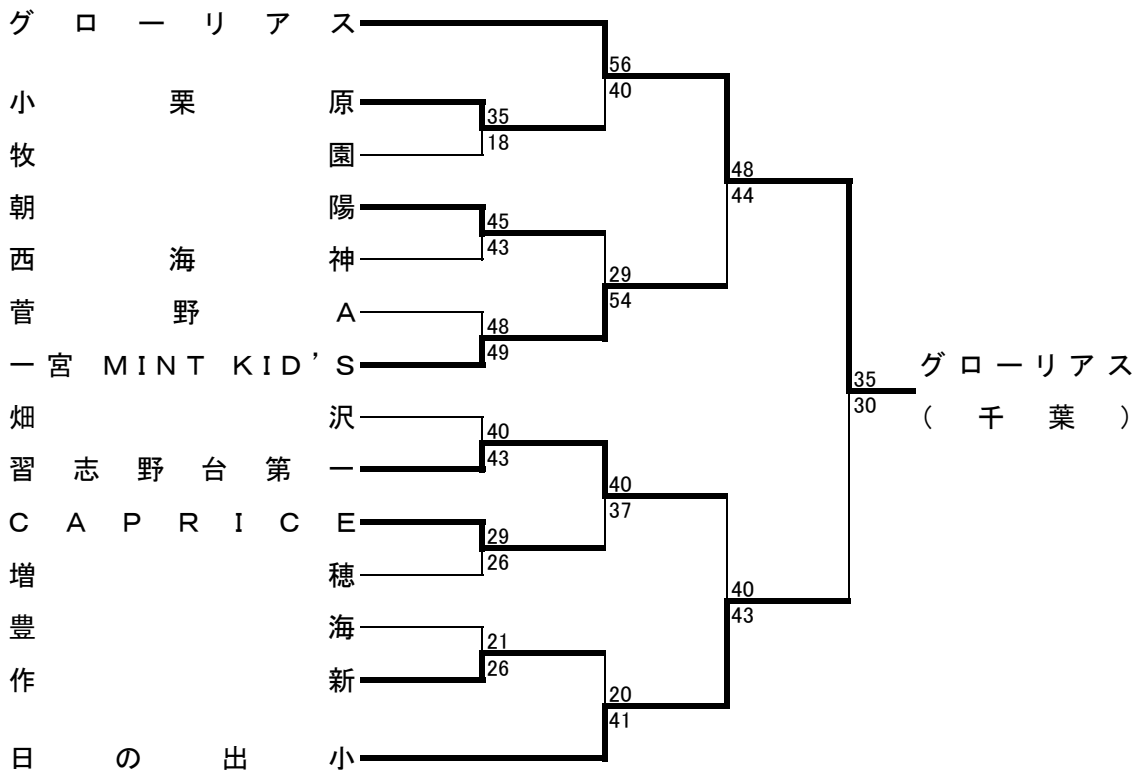 グローリアス
56
小栗原
40
35
牧園
18
48
朝陽
44
45
西海神
43
29
菅野A
54
48
一宮 MINT KID'S
49
グローリアス
35
畑沢
30
(千葉)
40
習志野台第一
43
40
CAPRICE
37
29
増穂
26
40
豊海
43
21
作新
26
20
41
日の出小